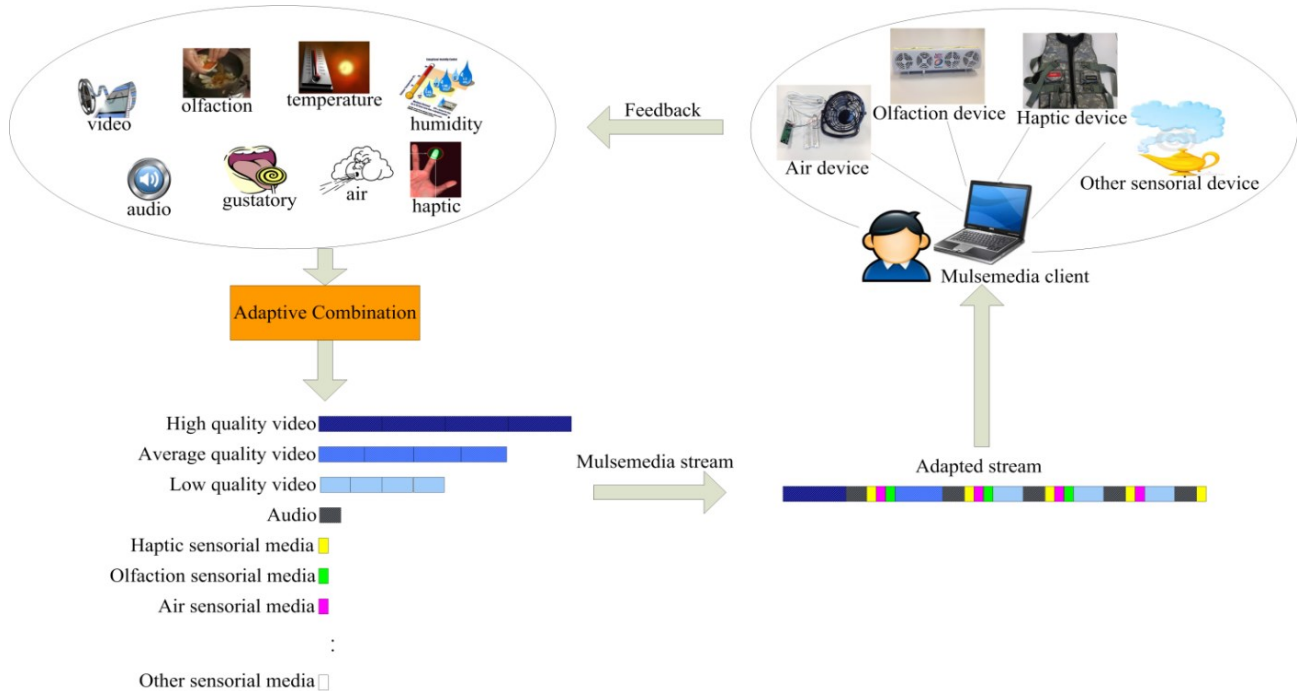 video
olfaction
temperature
humidity
audio
gustatory
air
haptic
Feedback
Air device
Olfaction device
Haptic device
Other sensorial device
Mulsemedia client
Adaptive Combination
High quality video
Average quality video
Low quality video
Audio
Haptic sensorial media
Olfaction sensorial media
Air sensorial media
:
Other sensorial media
Mulsemedia stream
Adapted stream